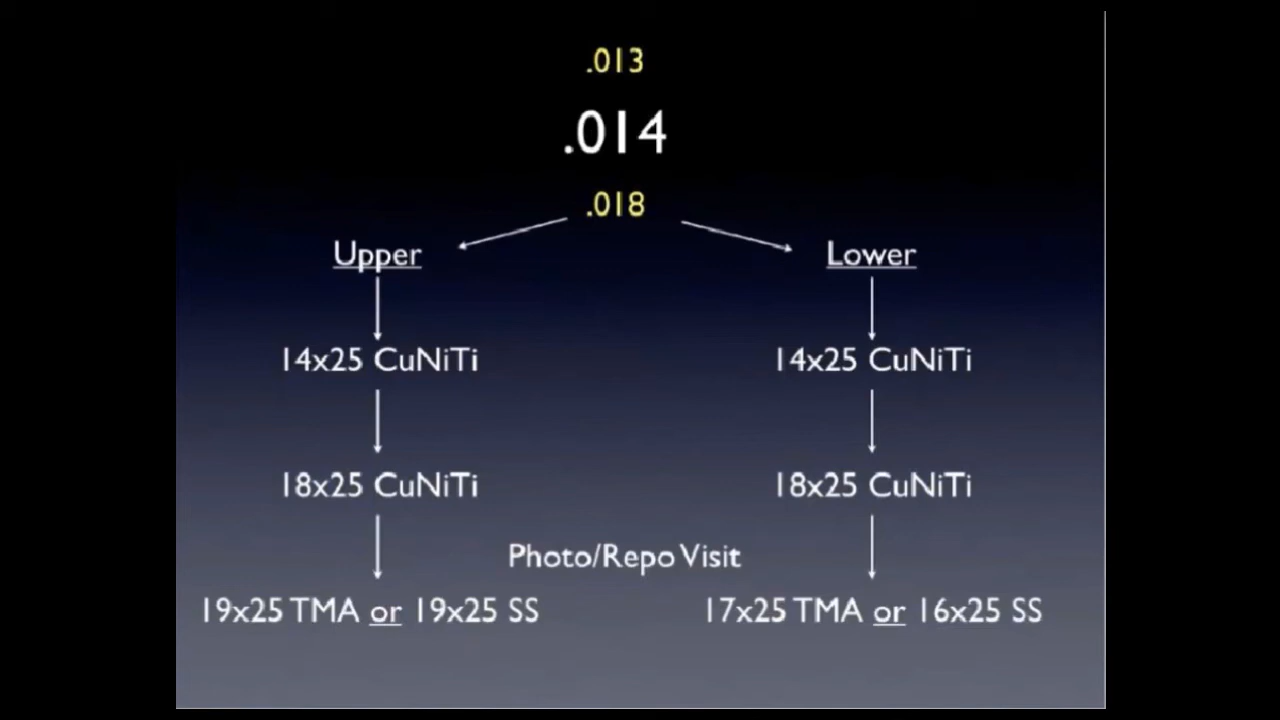 .013
.014
.018
Upper
Lower
14x25 CuNiTi
14x25 CuNiTi
18x25 CuNiTi
18x25 CuNiTi
Photo/Repo Visit
19x25 TMA or 19x25 SS
17x25 TMA or 16x25 SS